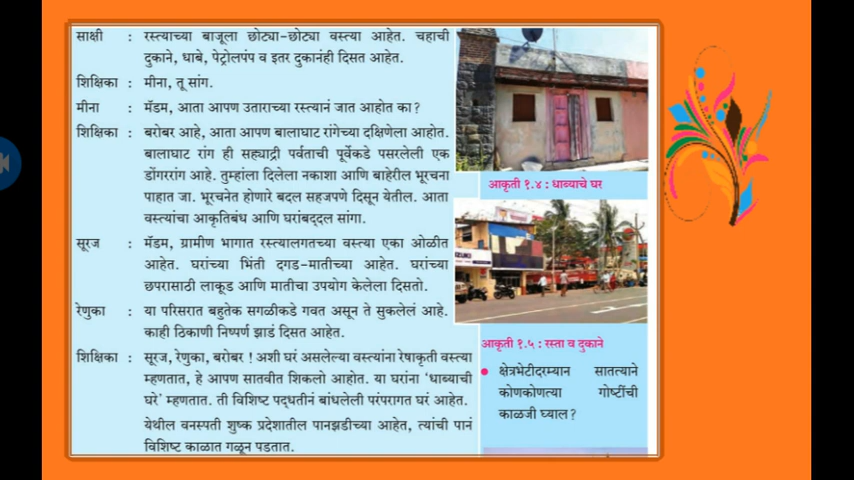 साक्षी : रस्त्याच्या बाजूला छोट्या-छोट्या वस्त्या आहेत. चहाची
दुकाने, धाबे, पेट्रोलपंप व इतर दुकानंही दिसत आहेत.
शिक्षिका : मीना, तू सांग.
मीना : मॅडम, आता आपण उताराच्या रस्त्यानं जात आहोत का?
शिक्षिका : बरोबर आहे, आता आपण बालाघाट रांगेच्या दक्षिणेला आहोत.
बालाघाट रांग ही सह्याद्री पर्वताची पूर्वेकडे पसरलेली एक
डोंगररांग आहे. तुम्हांला दिलेला नकाशा आणि बाहेरील भूरचना
पाहात जा. भूरचनेत होणारे बदल सहजपणे दिसून येतील. आता
वस्त्यांचा आकृतिबंध आणि घरांबद्दल सांगा.
सूरज : मॅडम, ग्रामीण भागात रस्त्यालगतच्या वस्त्या एका ओळीत
आहेत. घरांच्या भिंती दगड-मातीच्या आहेत. घरांच्या
छपरासाठी लाकूड आणि मातीचा उपयोग केलेला दिसतो.
रेणुका : या परिसरात बहुतेक सगळीकडे गवत असून ते सुकलेलं आहे.
काही ठिकाणी निष्पर्ण झाडं दिसत आहेत.
शिक्षिका : सूरज, रेणुका, बरोबर ! अशी घरं असलेल्या वस्त्यांना रेषाकृती वस्त्या
म्हणतात, हे आपण सातवीत शिकलो आहोत. या घरांना ‘धाब्याची
घरे’ म्हणतात. ती विशिष्ट पद्धतीनं बांधलेली परंपरागत घरं आहेत.
येथील वनस्पती शुष्क प्रदेशातील पानझडीच्या आहेत, त्यांची पानं
विशिष्ट काळात गळून पडतात.
आकृती १.४ : धाब्याचे घर
SUZUKI
आकृती १.५ : रस्ता व दुकाने
● क्षेत्रभेटीदरम्यान सातत्याने
कोणकोणत्या गोष्टींची
काळजी घ्याल?